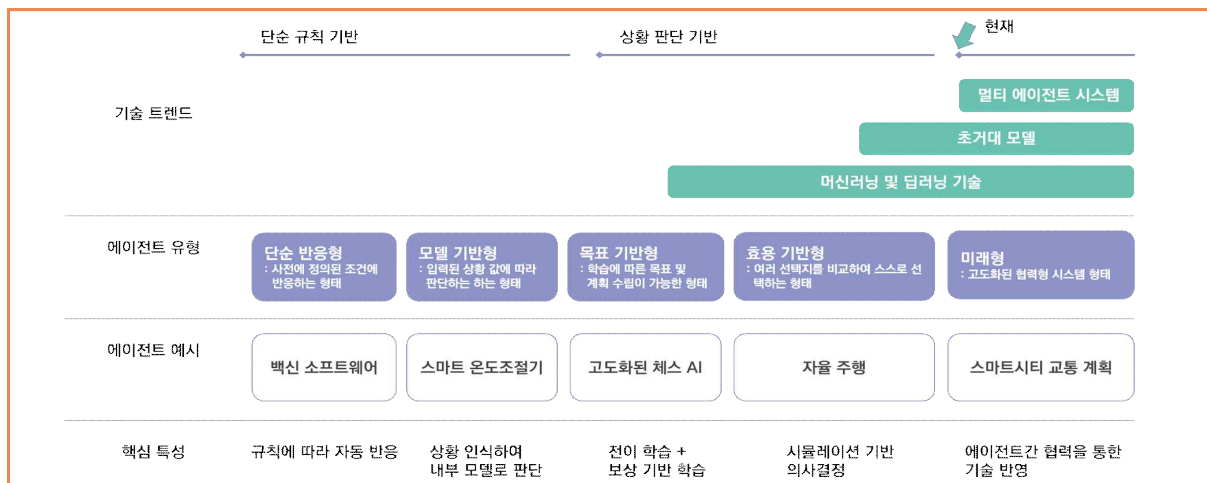 단순 규칙 기반
상황 판단 기반
현재
기술 트렌드
멀티 에이전트 시스템
초거대 모델
머신러닝 및 딥러닝 기술
에이전트 유형
단순 반응형
: 사전에 정의된 조건에
반응하는 형태
모델 기반형
: 입력된 상황 값에 따라
판단하는 하는 형태
목표 기반형
: 학습에 따른 목표 및
계획 수립이 가능한 형태
효용 기반형
: 여러 선택지를 비교하여 스스로 선
택하는 형태
미래형
: 고도화된 협력형 시스템 형태
에이전트 예시
백신 소프트웨어
스마트 온도조절기
고도화된 체스 AI
자율 주행
스마트시티 교통 계획
핵심 특성
규칙에 따라 자동 반응
상황 인식하여
내부 모델로 판단
전이 학습 +
보상 기반 학습
시뮬레이션 기반
의사결정
에이전트간 협력을 통한
기술 반영